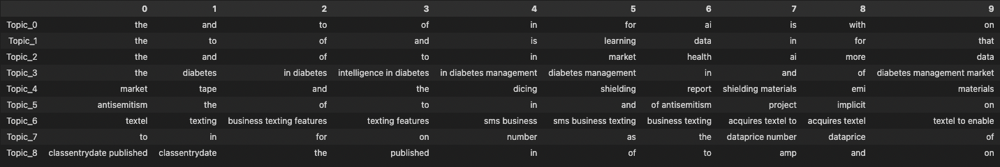 0 1 2 3 4 5 6 7 8 9
Topic_0 the and to of in for ai is with on
Topic_1 the to of and is learning data in for that
Topic_2 the and of to in market health ai more data
Topic_3 the diabetes in diabetes intelligence in diabetes in diabetes management diabetes management in and of diabetes management market
Topic_4 market tape and the dicing shielding report shielding materials emi materials
Topic_5 antisemitism the of to in and of antisemitism project implicit on
Topic_6 textel texting business texting features texting features sms business sms business texting business texting acquires textel to acquires textel textel to enable
Topic_7 to in for on number as the dataprice number dataprice of
Topic_8 classentrydate published classentrydate the published in of to amp and on